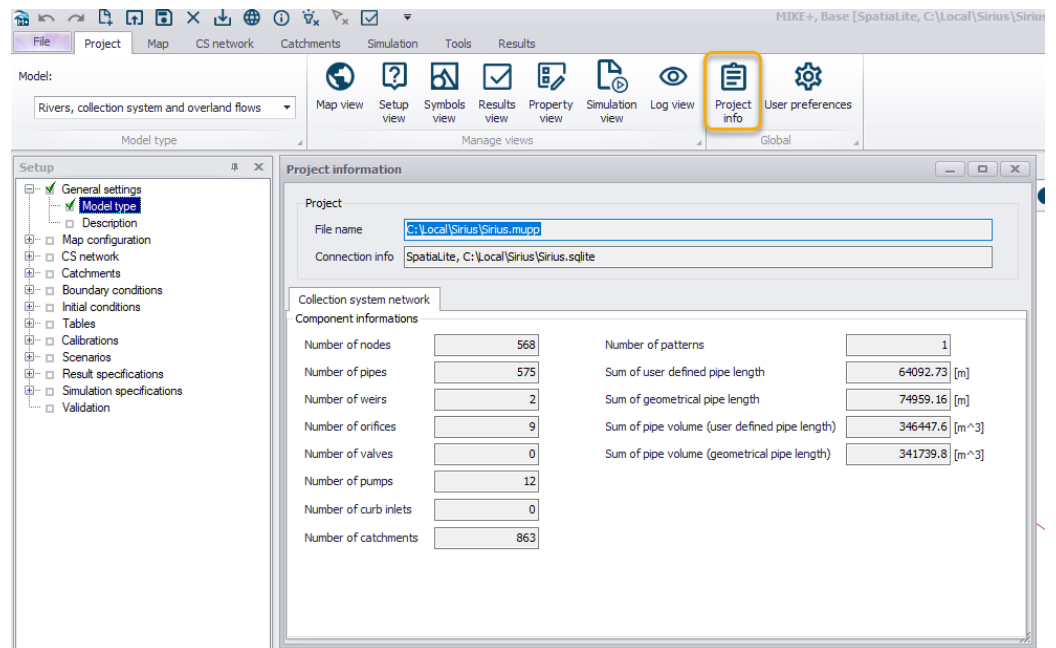 MIKE+, Base [SpatiaLite, C:\Local\Sirius\Sirius
File Project Map CS network Catchments Simulation Tools Results
Model:
Rivers, collection system and overland flows
Model type
Map view Setup view Symbols view Results view Property view Simulation view Log view
Manage views
Project info User preferences
Global
Setup
General settings
Model type
Description
Map configuration
CS network
Catchments
Boundary conditions
Initial conditions
Tables
Calibrations
Scenarios
Result specifications
Simulation specifications
Validation
Project information
Project
File name C:\Local\Sirius\Sirius.mupp
Connection info SpatiaLite, C:\Local\Sirius\Sirius.sqlite
Collection system network
Component informations
Number of nodes 568
Number of pipes 575
Number of weirs 2
Number of orifices 9
Number of valves 0
Number of pumps 12
Number of curb inlets 0
Number of catchments 863
Number of patterns 1
Sum of user defined pipe length 64092.73 [m]
Sum of geometrical pipe length 74959.16 [m]
Sum of pipe volume (user defined pipe length) 346447.6 [m^3]
Sum of pipe volume (geometrical pipe length) 341739.8 [m^3]